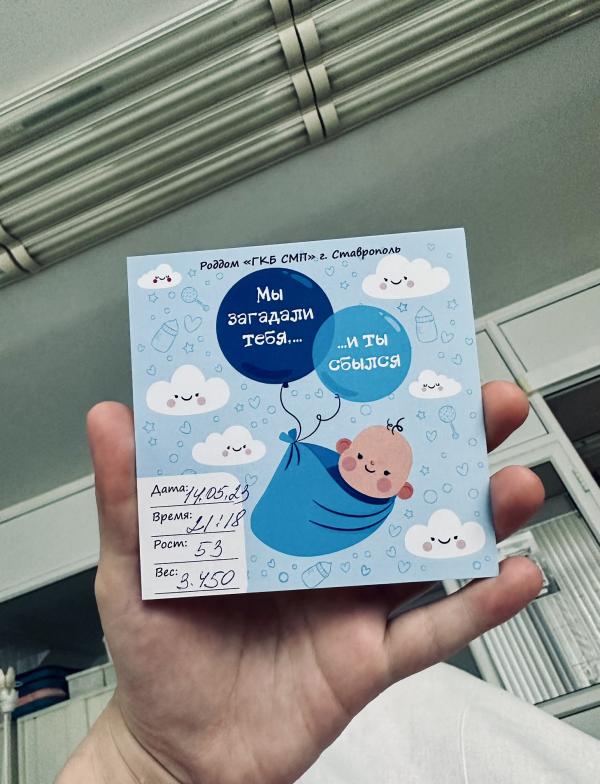 Роддом «ГКБ СМП» г. Ставрополь
Мы
загадали
тебя,...
...и ты
сбылся
Дата: 14.05.23
Время: 21:18
Рост: 53
Вес: 3.450